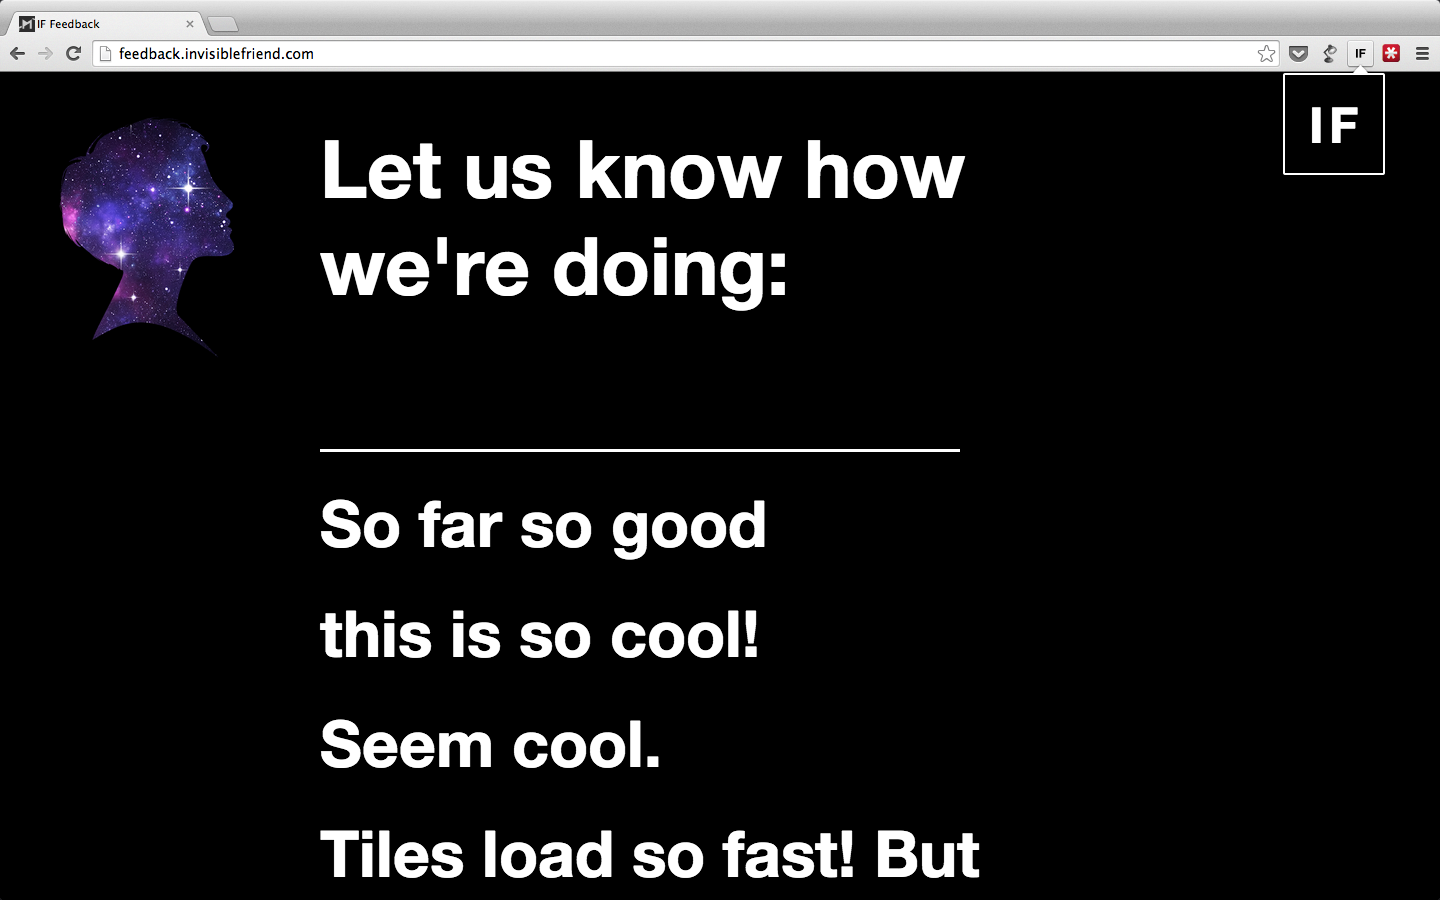 IF Feedback
feedback.invisiblefriend.com
IF
IF
Let us know how
we're doing:
So far so good
this is so cool!
Seem cool.
Tiles load so fast! But